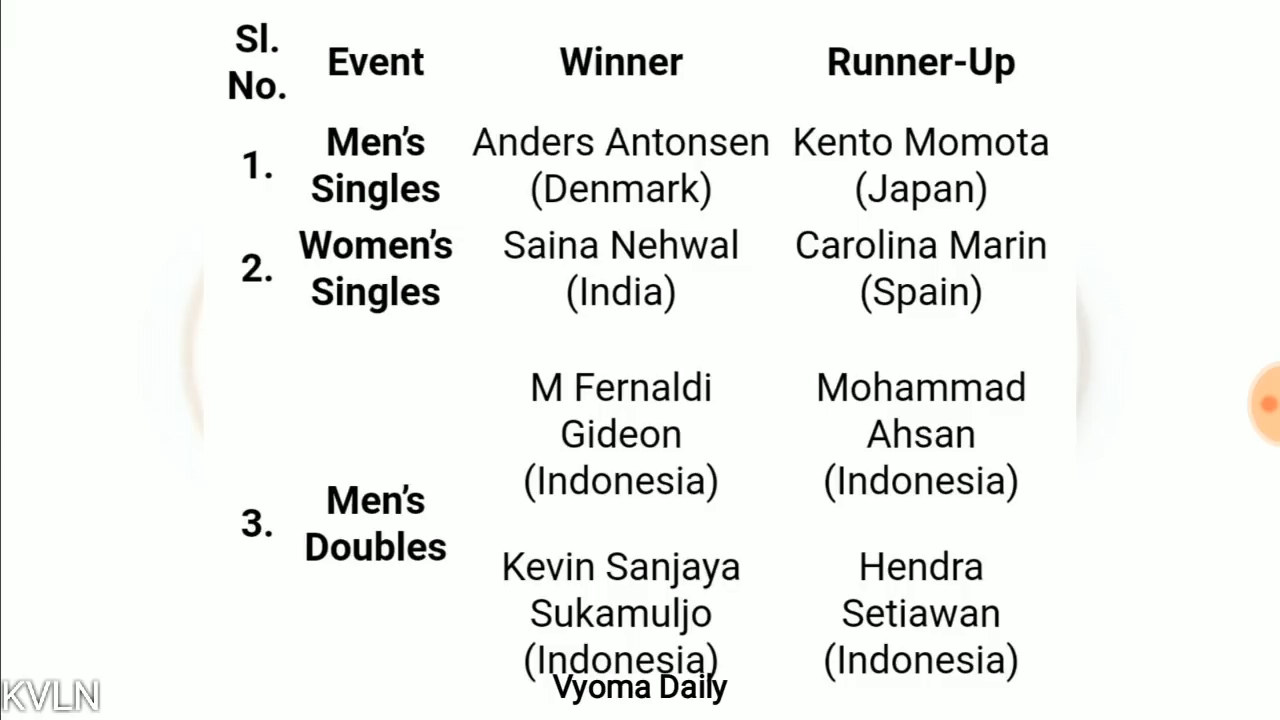 Sl.
No.
Event
Winner
Runner-Up
1.
Men’s
Singles
Anders Antonsen
(Denmark)
Kento Momota
(Japan)
2.
Women’s
Singles
Saina Nehwal
(India)
Carolina Marin
(Spain)
3.
Men’s
Doubles
M Fernaldi
Gideon
(Indonesia)
Kevin Sanjaya
Sukamuljo
(Indonesia)
Mohammad
Ahsan
(Indonesia)
Hendra
Setiawan
(Indonesia)
Vyoma Daily
KVLN